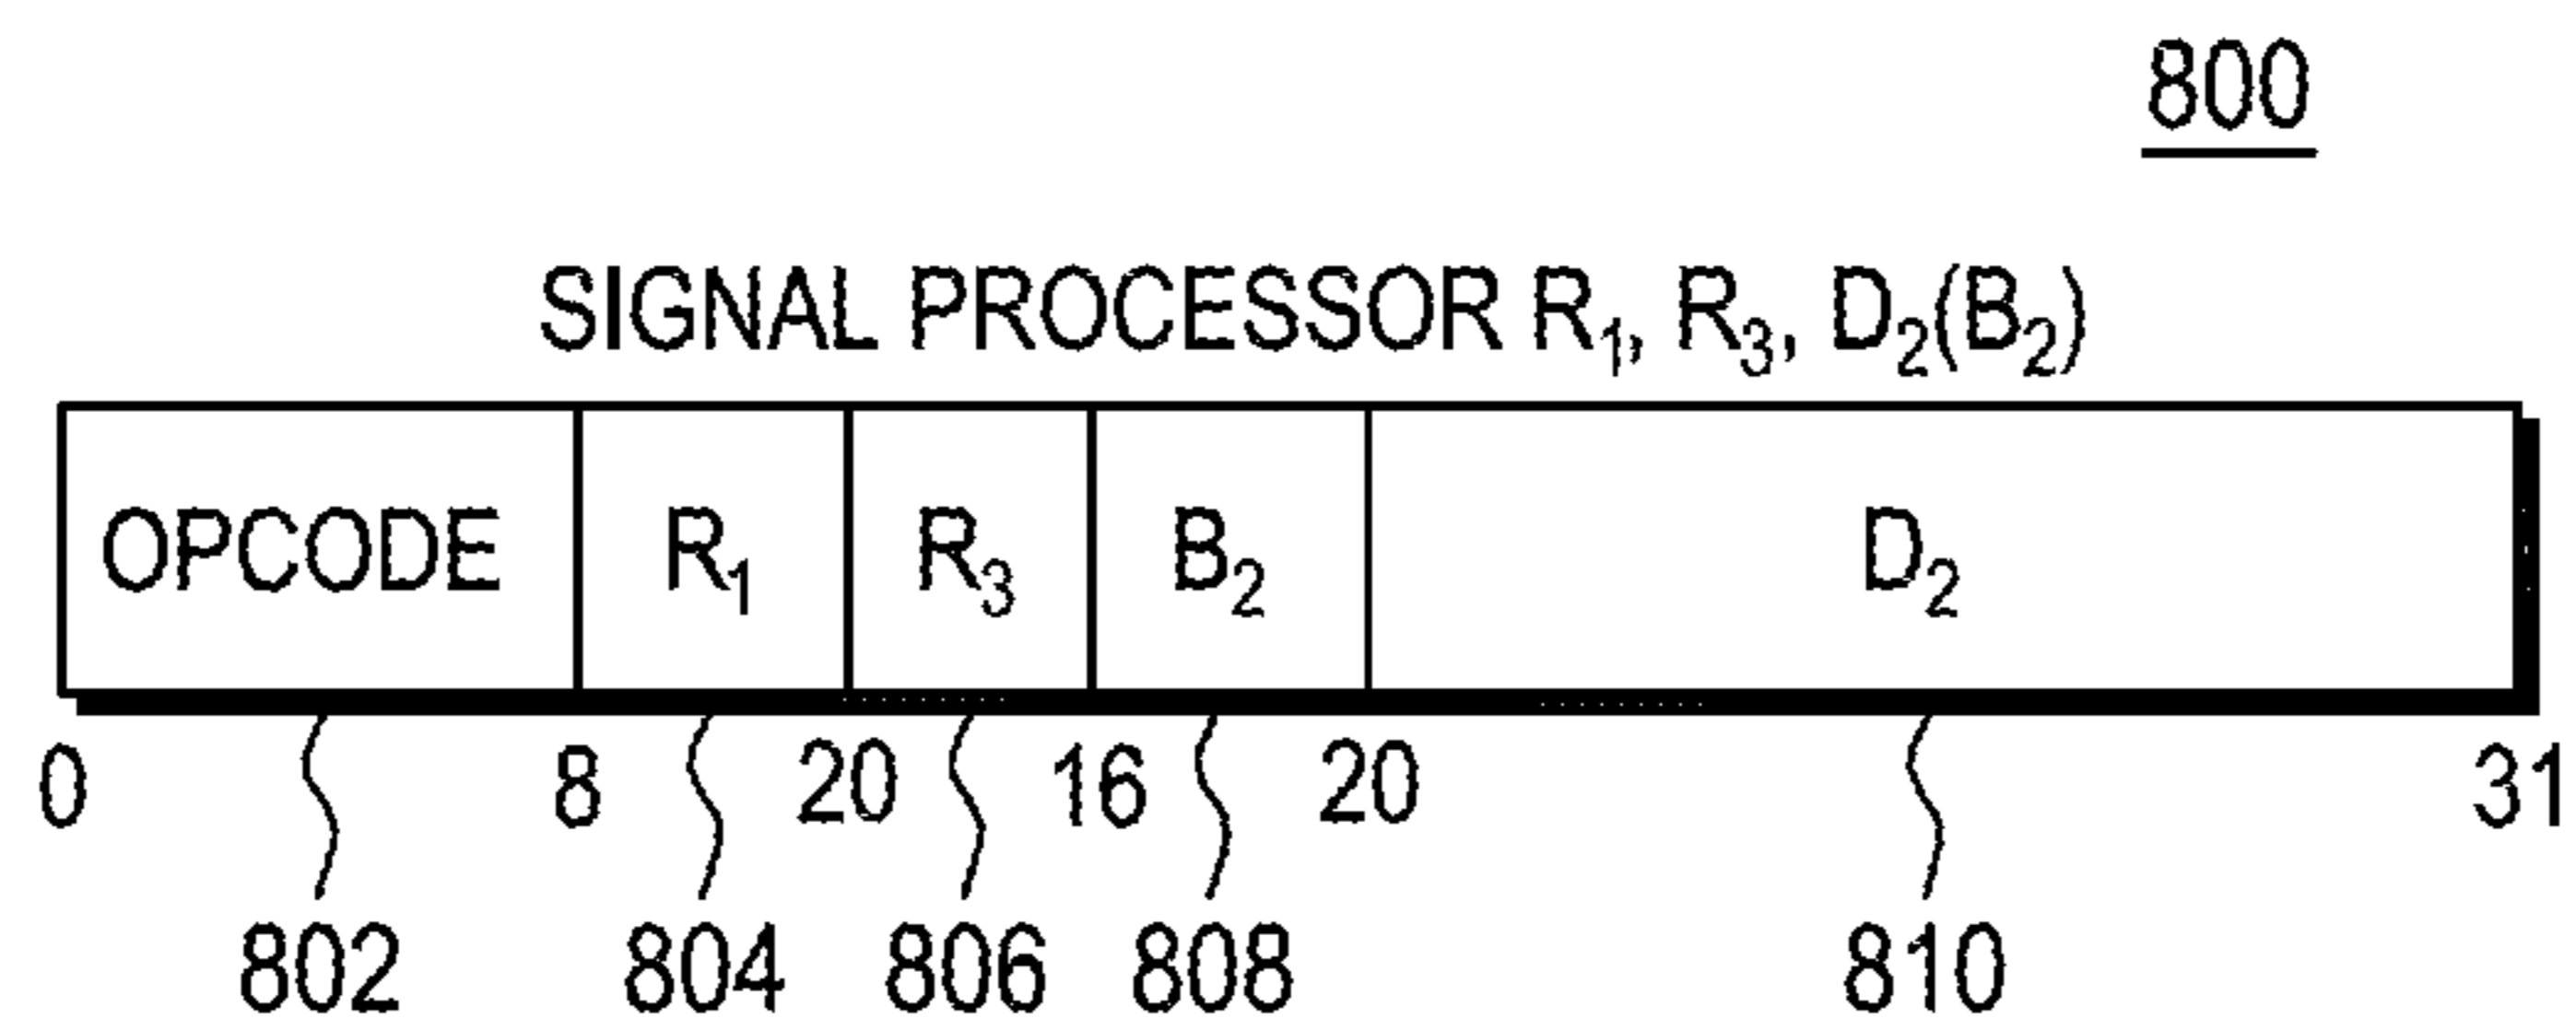 800
SIGNAL PROCESSOR R₁, R₃, D₂(B₂)
OPCODE R₁ R₃ B₂ D₂
0 8 20 16 20 31
802 804 806 808 810